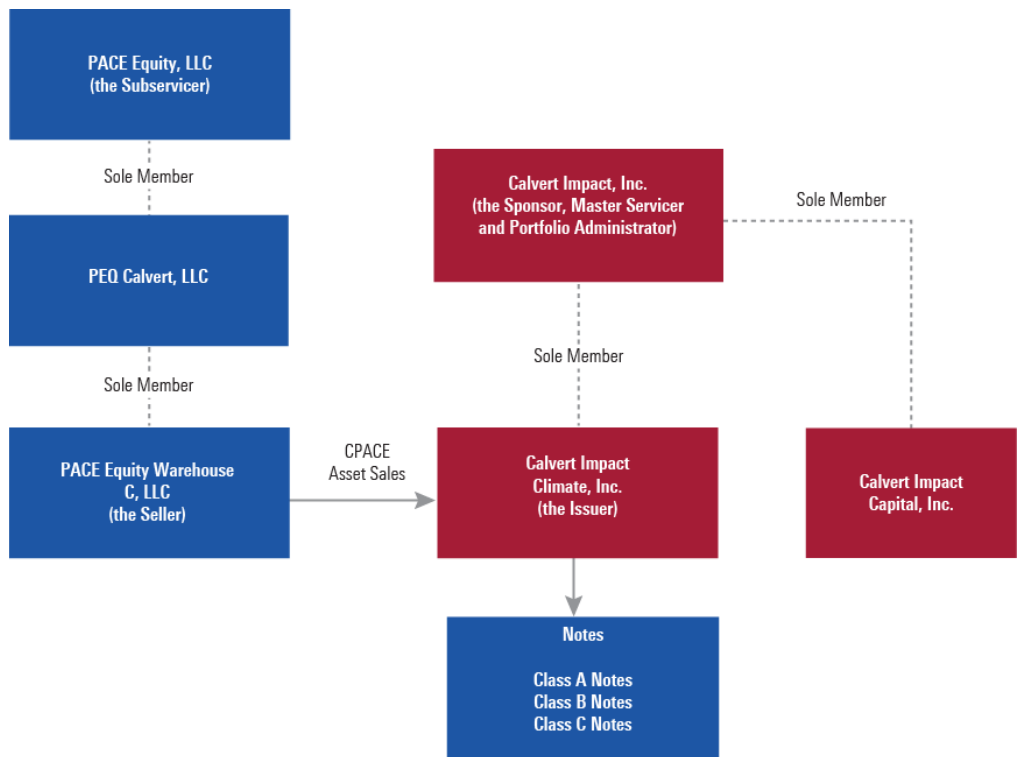 PACE Equity, LLC
(the Subservicer)
Sole Member
PEQ Calvert, LLC
Sole Member
PACE Equity Warehouse
C, LLC
(the Seller)
CPACE
Asset Sales
Calvert Impact, Inc.
(the Sponsor, Master Servicer
and Portfolio Administrator)
Sole Member
Sole Member
Calvert Impact
Climate, Inc.
(the Issuer)
Calvert Impact
Capital, Inc.
Notes
Class A Notes
Class B Notes
Class C Notes